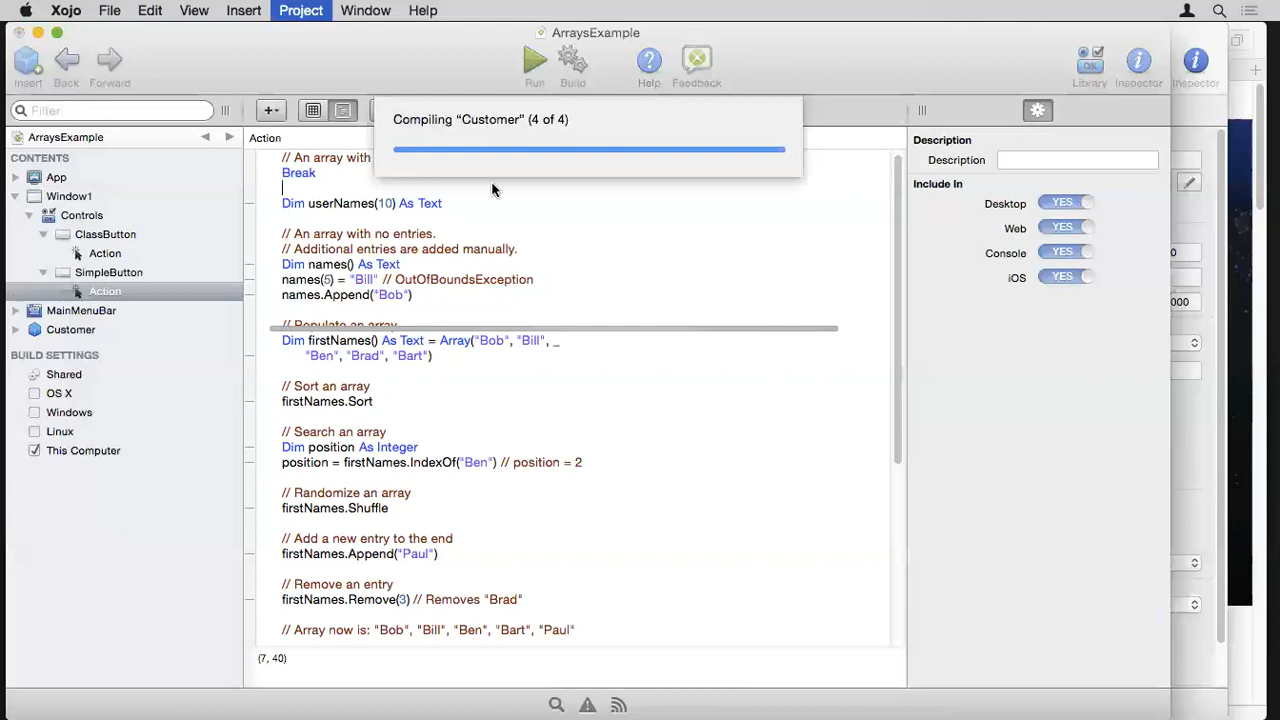 Xojo File Edit View Insert Project Window Help
ArraysExample
Insert Back Forward Run Build Help Feedback Library Inspector Inspector
Filter
Compiling “Customer” (4 of 4)
ArraysExample
Action
CONTENTS
App
Window1
Controls
ClassButton
Action
SimpleButton
Action
MainMenuBar
Customer
BUILD SETTINGS
Shared
OS X
Windows
Linux
This Computer
// An array with
Break
Dim userNames(10) As Text
// An array with no entries.
// Additional entries are added manually.
Dim names() As Text
names(5) = "Bill" // OutOfBoundsException
names.Append("Bob")
// Populate an array
Dim firstNames() As Text = Array("Bob", "Bill", _
"Ben", "Brad", "Bart")
// Sort an array
firstNames.Sort
// Search an array
Dim position As Integer
position = firstNames.IndexOf("Ben") // position = 2
// Randomize an array
firstNames.Shuffle
// Add a new entry to the end
firstNames.Append("Paul")
// Remove an entry
firstNames.Remove(3) // Removes "Brad"
// Array now is: "Bob", "Bill", "Ben", "Bart", "Paul"
(7, 40)
Description
Description
Include In
Desktop YES
Web YES
Console YES
iOS YES
0
000